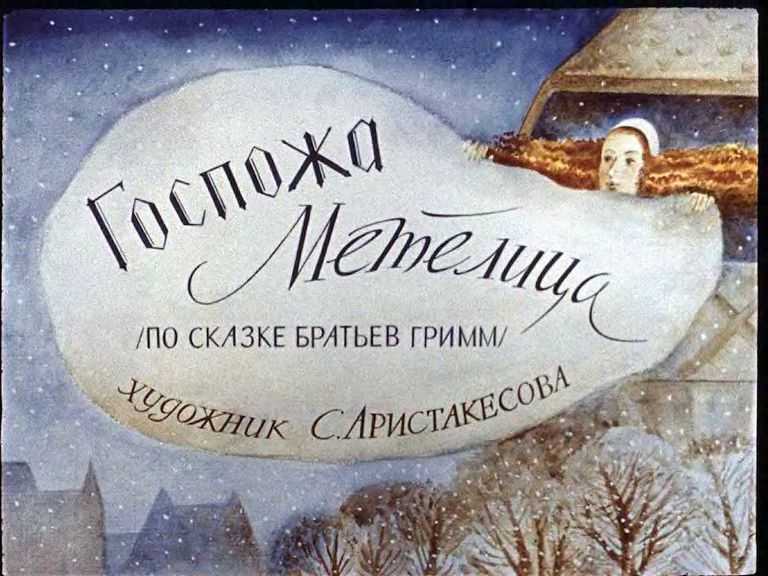 Госпожа
Метелица
/ПО СКАЗКЕ БРАТЬЕВ ГРИММ/
художник С.АРИСТАКЕСОВА